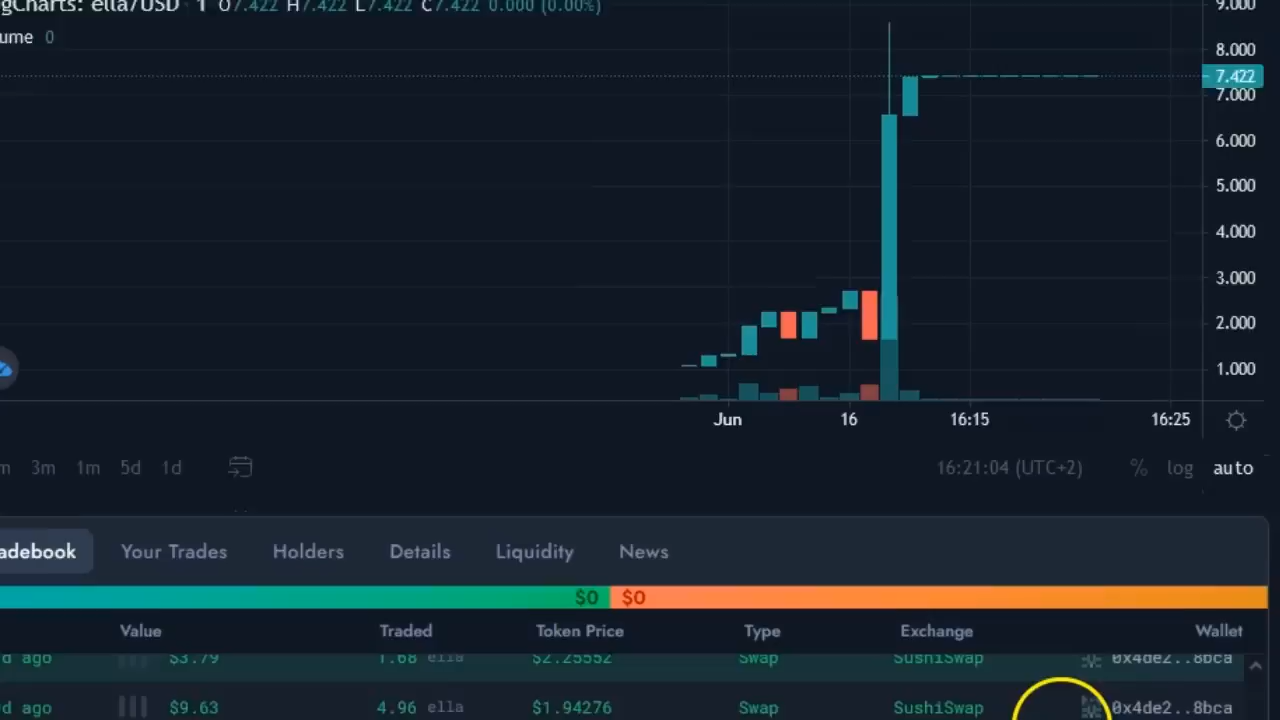 gCharts: ella/USD · 1 O7.422 H7.422 L7.422 C7.422 0.000 (0.00%)
ume 0
9.000
8.000
7.422
7.000
6.000
5.000
4.000
3.000
2.000
1.000
Jun 16 16:15 16:25
m 3m 1m 5d 1d 16:21:04 (UTC+2) % log auto
adebook Your Trades Holders Details Liquidity News
$0 $0
Value Traded Token Price Type Exchange Wallet
d ago $3.79 1.68 ella $2.25552 Swap SushiSwap 0x4de2..8bca
d ago $9.63 4.96 ella $1.94276 Swap SushiSwap 0x4de2..8bca